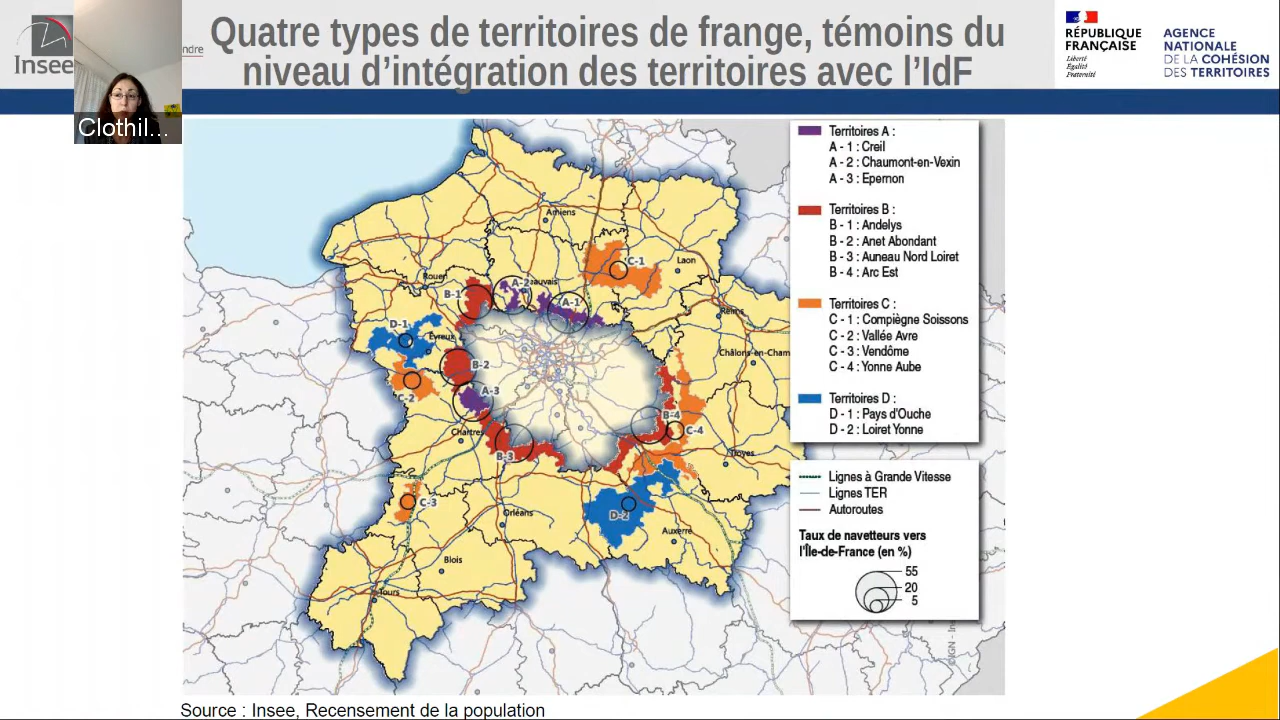 Quatre types de territoires de frange, témoins du
niveau d'intégration des territoires avec l'IdF
Insee
Clothil...
RÉPUBLIQUE
FRANÇAISE
Liberté
Égalité
Fraternité
AGENCE
NATIONALE
DE LA COHÉSION
DES TERRITOIRES
Territoires A :
A - 1 : Creil
A - 2 : Chaumont-en-Vexin
A - 3 : Epernon
Territoires B :
B - 1 : Andelys
B - 2 : Anet Abondant
B - 3 : Auneau Nord Loiret
B - 4 : Arc Est
Territoires C :
C - 1 : Compiègne Soissons
C - 2 : Vallée Avre
C - 3 : Vendôme
C - 4 : Yonne Aube
Territoires D :
D - 1 : Pays d'Ouche
D - 2 : Loiret Yonne
Lignes à Grande Vitesse
Lignes TER
Autoroutes
Taux de navetteurs vers
l'Île-de-France (en %)
55
20
5
Amiens
C-1
Laon
Rouen
A-2
B-1
A-1
Reims
D-1
Evreux
Châlons-en-Cham
B-2
C-2
A-3
B-4
Chartres
C-4
B-3
Troyes
C-3
Orléans
D-2
Auxerre
Blois
Tours
Source : Insee, Recensement de la population